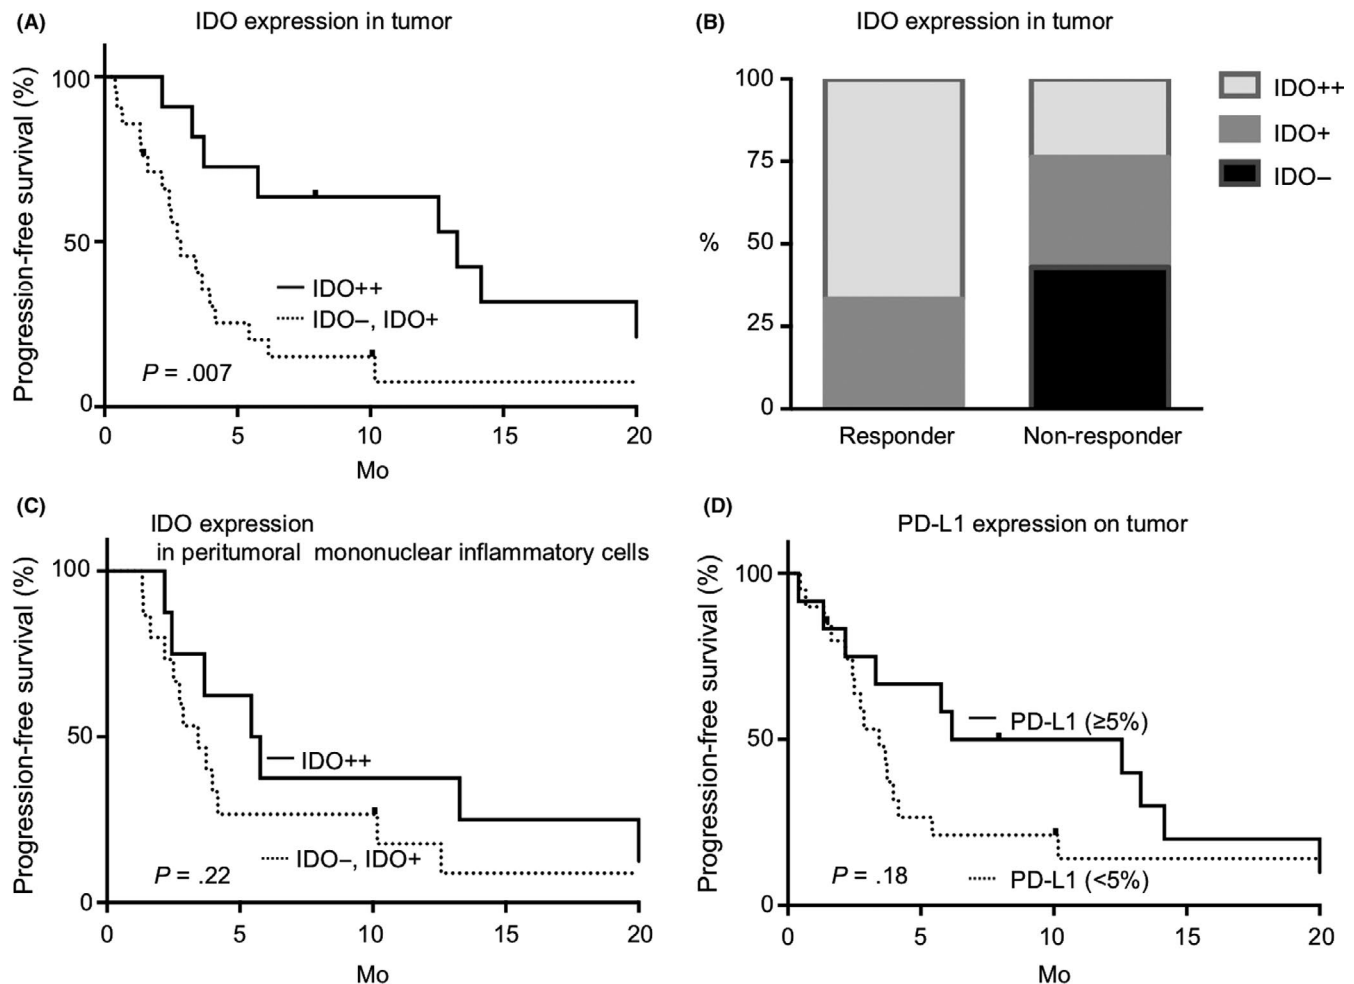 (A)
IDO expression in tumor
Progression-free survival (%)
100
50
0
IDO++
IDO–, IDO+
P = .007
0 5 10 15 20
Mo
(B)
IDO expression in tumor
%
100
75
50
25
0
Responder Non-responder
IDO++
IDO+
IDO–
(C)
IDO expression
in peritumoral mononuclear inflammatory cells
Progression-free survival (%)
100
50
0
IDO++
IDO–, IDO+
P = .22
0 5 10 15 20
Mo
(D)
PD-L1 expression on tumor
Progression-free survival (%)
100
50
0
PD-L1 (≥5%)
P = .18
PD-L1 (<5%)
0 5 10 15 20
Mo